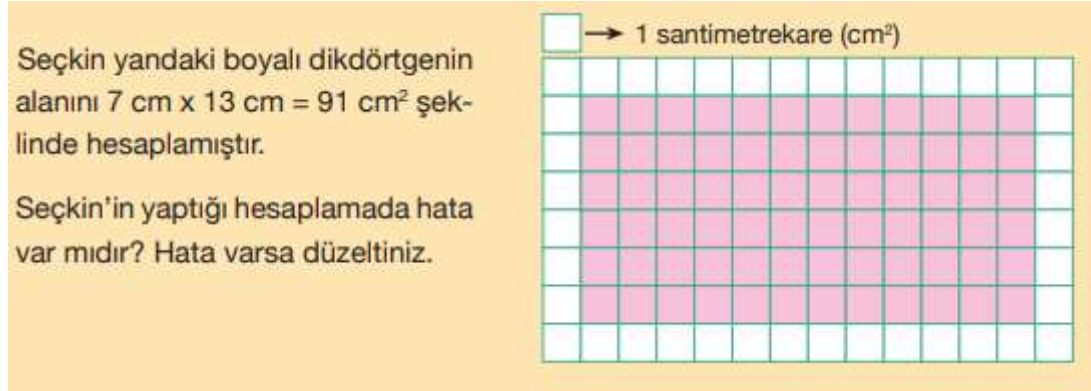 Seçkin yandaki boyalı dikdörtgenin
alanını 7 cm x 13 cm = 91 cm² şek-
linde hesaplamıştır.
Seçkin’in yaptığı hesaplamada hata
var mıdır? Hata varsa düzeltiniz.
→ 1 santimetrekare (cm²)